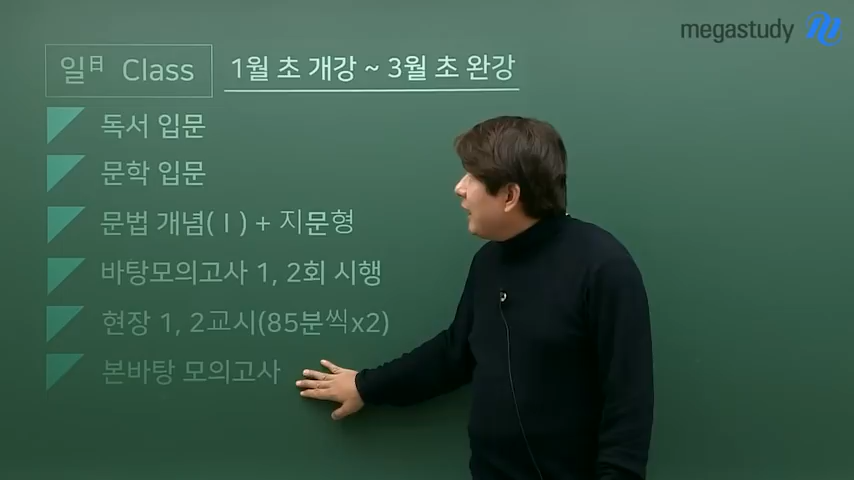 megastudy
일日 Class
1월 초 개강 ~ 3월 초 완강
독서 입문
문학 입문
문법 개념(Ⅰ) + 지문형
바탕모의고사 1, 2회 시행
현장 1, 2교시(85분씩x2)
본바탕 모의고사